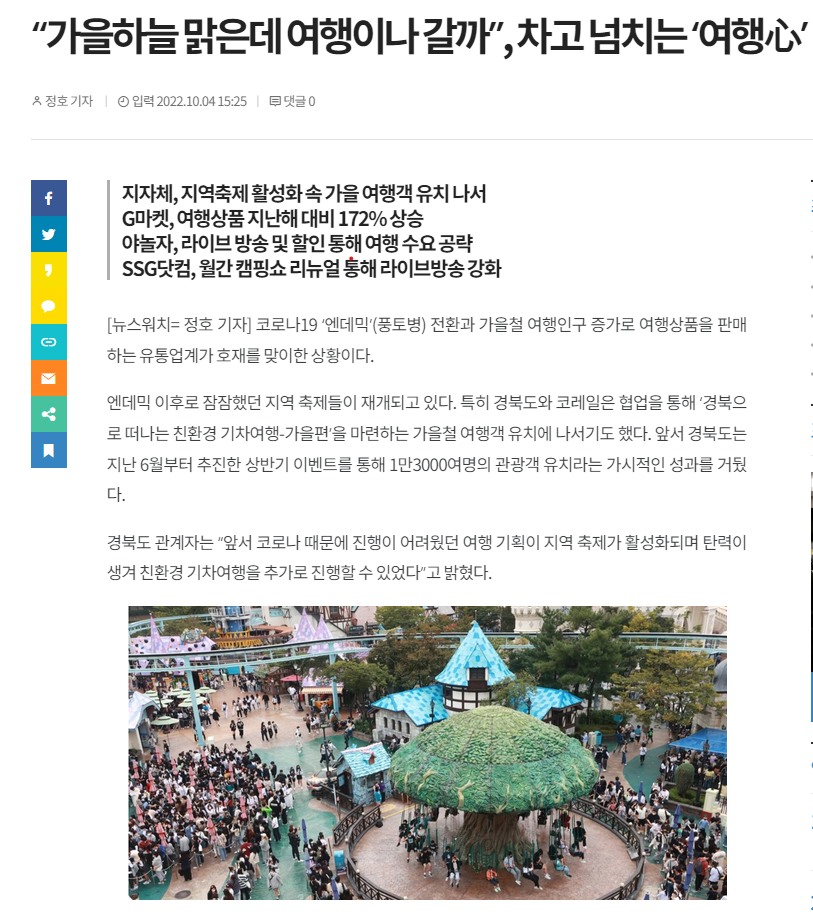 “가을하늘 맑은데 여행이나 갈까”, 차고 넘치는 ‘여행心’
정호 기자 입력 2022.10.04 15:25 댓글 0
지자체, 지역축제 활성화 속 가을 여행객 유치 나서
G마켓, 여행상품 지난해 대비 172% 상승
야놀자, 라이브 방송 및 할인 통해 여행 수요 공략
SSG닷컴, 월간 캠핑쇼 리뉴얼 통해 라이브방송 강화
[뉴스워치= 정호 기자] 코로나19 ‘엔데믹’(풍토병) 전환과 가을철 여행인구 증가로 여행상품을 판매
하는 유통업계가 호재를 맞이한 상황이다.
엔데믹 이후로 잠잠했던 지역 축제들이 재개되고 있다. 특히 경북도와 코레일은 협업을 통해 ‘경북으
로 떠나는 친환경 기차여행-가을편’을 마련하는 가을철 여행객 유치에 나서기도 했다. 앞서 경북도는
지난 6월부터 추진한 상반기 이벤트를 통해 1만3000여명의 관광객 유치라는 가시적인 성과를 거뒀
다.
경북도 관계자는 “앞서 코로나 때문에 진행이 어려웠던 여행 기획이 지역 축제가 활성화되며 탄력이
생겨 친환경 기차여행을 추가로 진행할 수 있었다”고 밝혔다.